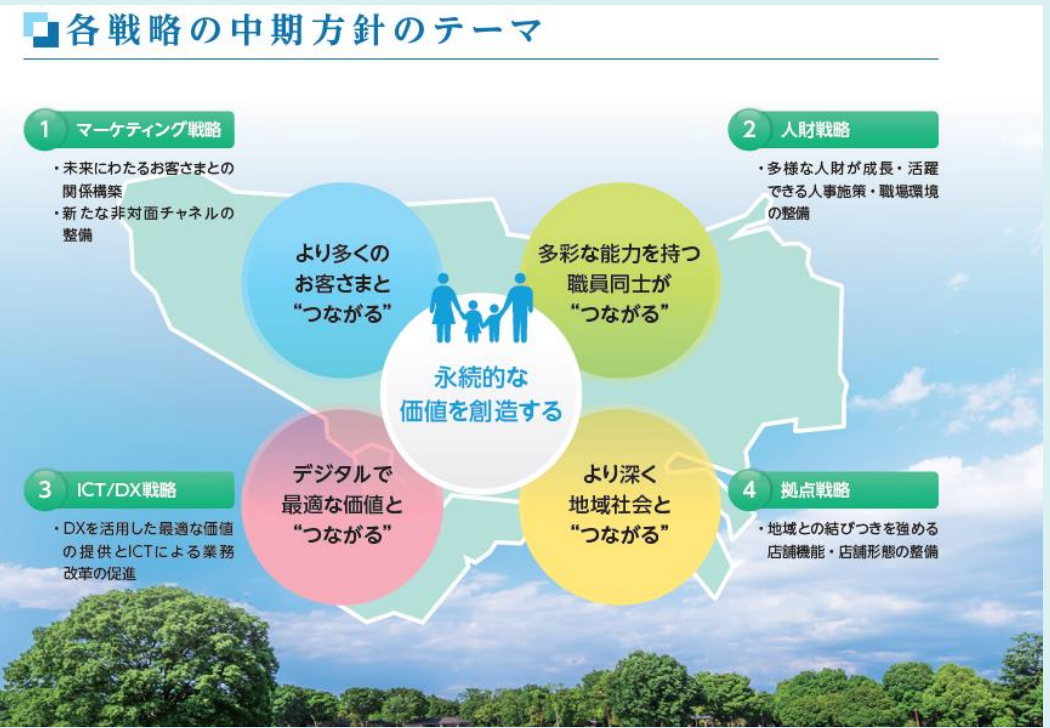 各戦略の中期方針のテーマ
1 マーケティング戦略
・未来にわたるお客さまとの
関係構築
・新たな非対面チャネルの
整備
2 人財戦略
・多様な人財が成長・活躍
できる人事施策・職場環境
の整備
より多くの
お客さまと
“つながる”
多彩な能力を持つ
職員同士が
“つながる”
永続的な
価値を創造する
デジタルで
最適な価値と
“つながる”
より深く
地域社会と
“つながる”
3 ICT/DX戦略
・DXを活用した最適な価値
の提供とICTによる業務
改革の促進
4 拠点戦略
・地域との結びつきを強める
店舗機能・店舗形態の整備